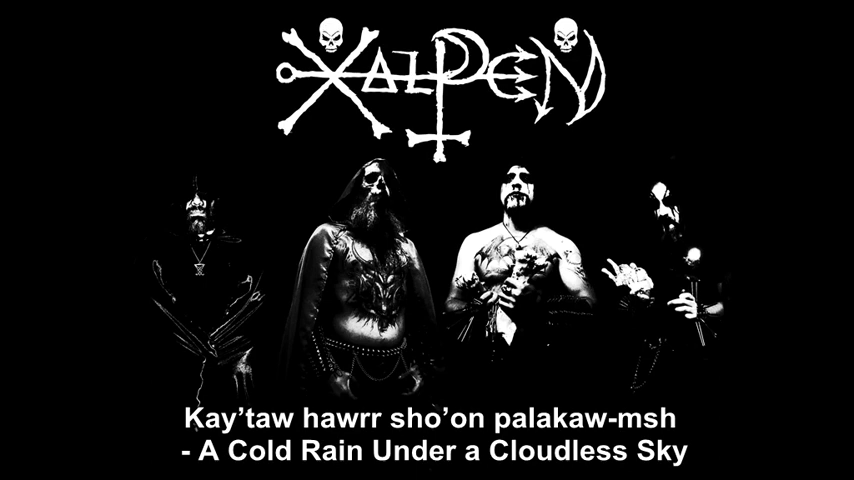 XALPEN
Kay’taw hawrr sho’on palakaw-msh
- A Cold Rain Under a Cloudless Sky